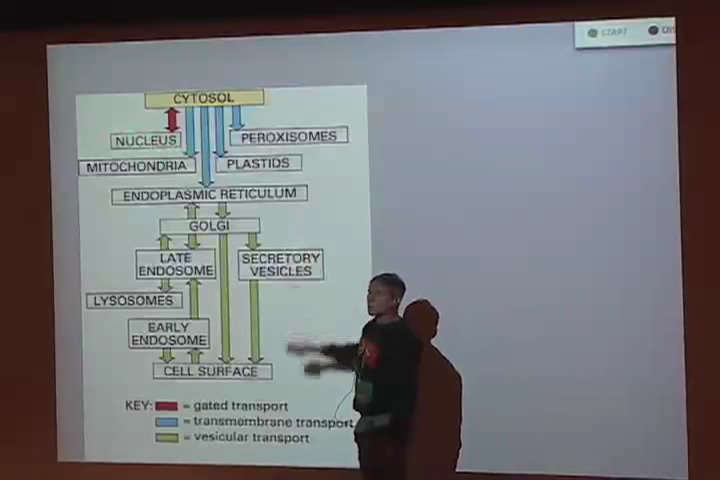 START
CYTOSOL
NUCLEUS
PEROXISOMES
MITOCHONDRIA
PLASTIDS
ENDOPLASMIC RETICULUM
GOLGI
LATE
ENDOSOME
SECRETORY
VESICLES
LYSOSOMES
EARLY
ENDOSOME
CELL SURFACE
KEY: = gated transport
= transmembrane transport
= vesicular transport